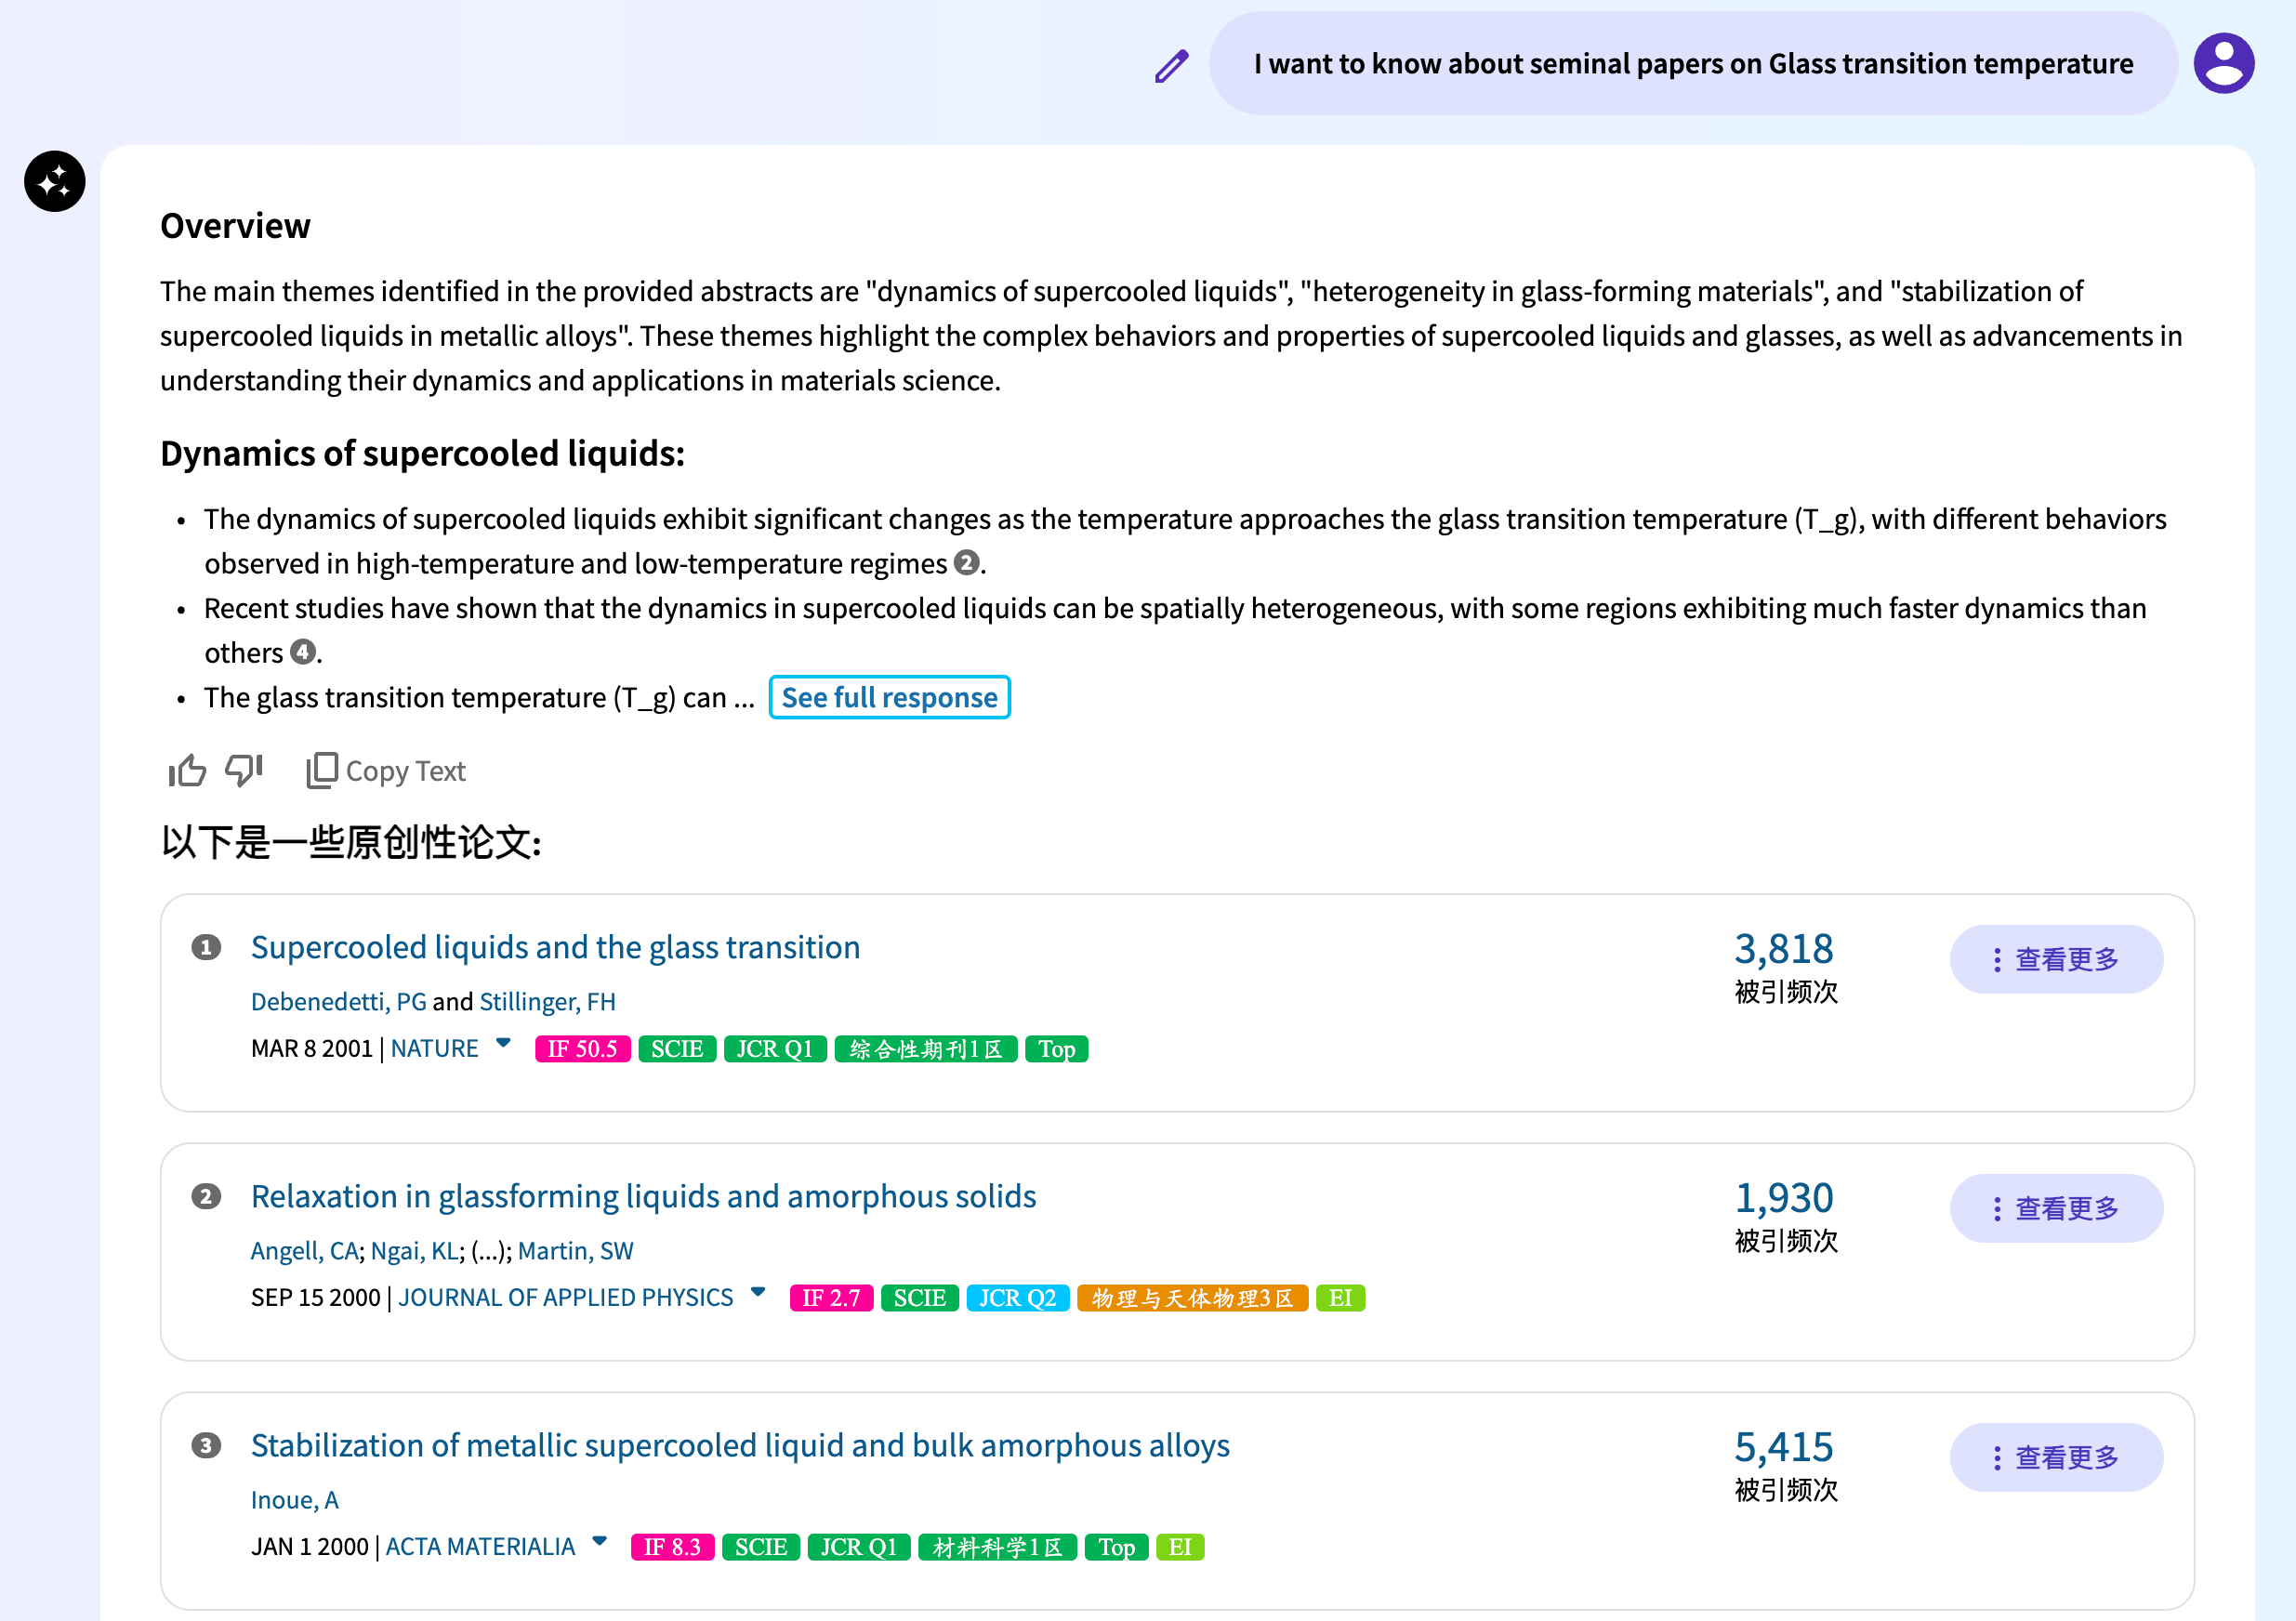 I want to know about seminal papers on Glass transition temperature
Overview
The main themes identified in the provided abstracts are "dynamics of supercooled liquids", "heterogeneity in glass-forming materials", and "stabilization of
supercooled liquids in metallic alloys". These themes highlight the complex behaviors and properties of supercooled liquids and glasses, as well as advancements in
understanding their dynamics and applications in materials science.
Dynamics of supercooled liquids:
• The dynamics of supercooled liquids exhibit significant changes as the temperature approaches the glass transition temperature (T_g), with different behaviors
observed in high-temperature and low-temperature regimes 2.
• Recent studies have shown that the dynamics in supercooled liquids can be spatially heterogeneous, with some regions exhibiting much faster dynamics than
others 4.
• The glass transition temperature (T_g) can ... See full response
Copy Text
以下是一些原创性论文:
1 Supercooled liquids and the glass transition 3,818 查看更多
Debenedetti, PG and Stillinger, FH 被引频次
MAR 8 2001 | NATURE IF 50.5 SCIE JCR Q1 综合性期刊1区 Top
2 Relaxation in glassforming liquids and amorphous solids 1,930 查看更多
Angell, CA; Ngai, KL; (...); Martin, SW 被引频次
SEP 15 2000 | JOURNAL OF APPLIED PHYSICS IF 2.7 SCIE JCR Q2 物理与天体物理3区 EI
3 Stabilization of metallic supercooled liquid and bulk amorphous alloys 5,415 查看更多
Inoue, A 被引频次
JAN 1 2000 | ACTA MATERIALIA IF 8.3 SCIE JCR Q1 材料科学1区 Top EI